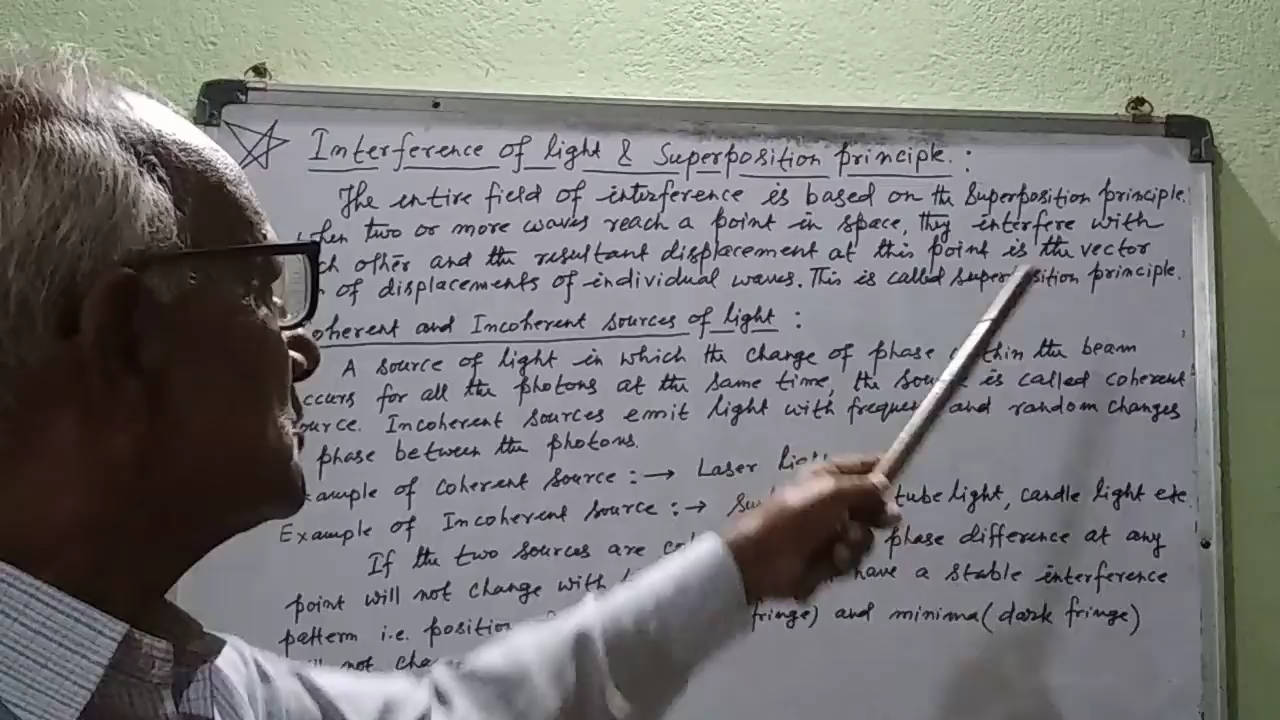 Interference of light & Superposition principle. :
The entire field of interference is based on the Superposition principle.
two or more waves reach a point in space, they interfere with
other and the resultant displacement at this point is the vector
of displacements of individual waves. This is called principle.
and Incoherent sources of light :
A source of light in which the change of phase the beam
for all the photons at the same time, the is called coherent
Incoherent sources emit light with and random changes
phase between the photons.
of coherent source : → Laser
Example of Incoherent source : → tube light, candle light etc.
If the two sources are phase difference at any
point will not change with have a stable interference
pattern i.e. fringe) and minima (dark fringe)
not